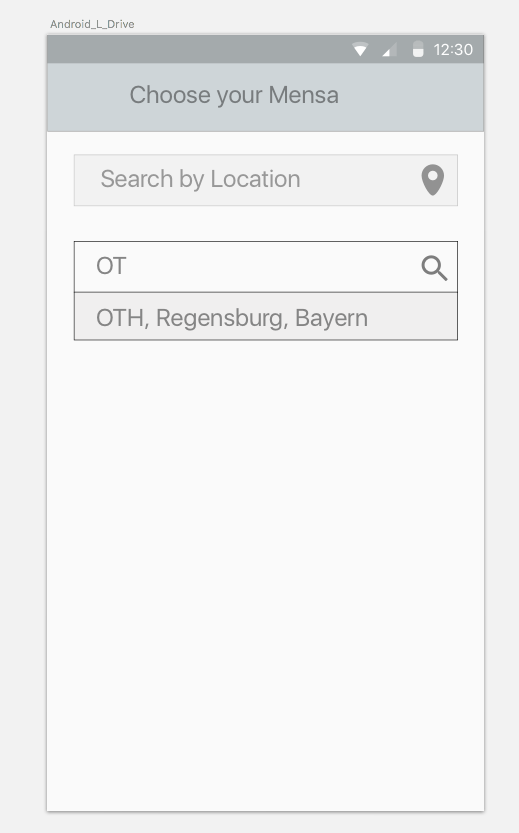 Android_L_Drive
12:30
Choose your Mensa
Search by Location
OT
OTH, Regensburg, Bayern